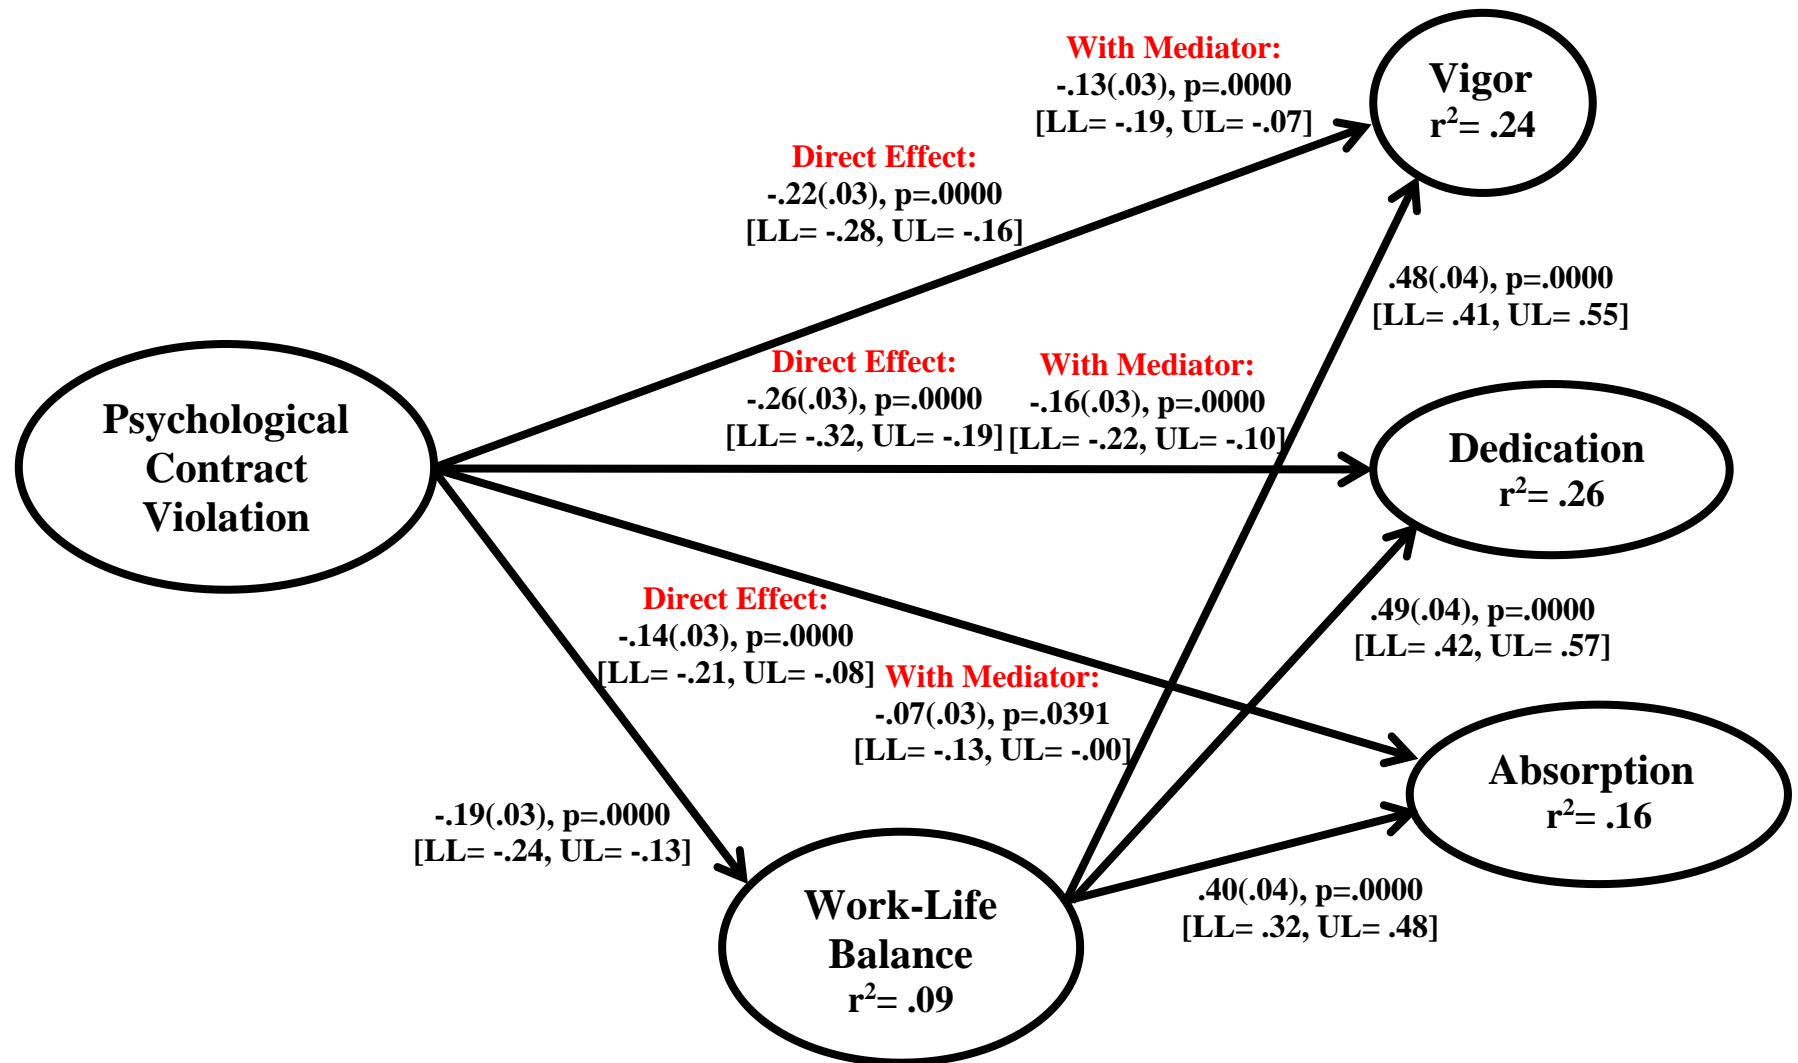 With Mediator:
-.13(.03), p=.0000
[LL= -.19, UL= -.07]
Vigor
r²= .24
Direct Effect:
-.22(.03), p=.0000
[LL= -.28, UL= -.16]
.48(.04), p=.0000
[LL= .41, UL= .55]
Direct Effect:
-.26(.03), p=.0000
[LL= -.32, UL= -.19]
With Mediator:
-.16(.03), p=.0000
[LL= -.22, UL= -.10]
Psychological
Contract
Violation
Dedication
r²= .26
Direct Effect:
-.14(.03), p=.0000
[LL= -.21, UL= -.08]
With Mediator:
-.07(.03), p=.0391
[LL= -.13, UL= -.00]
.49(.04), p=.0000
[LL= .42, UL= .57]
Absorption
r²= .16
-.19(.03), p=.0000
[LL= -.24, UL= -.13]
Work-Life
Balance
r²= .09
.40(.04), p=.0000
[LL= .32, UL= .48]